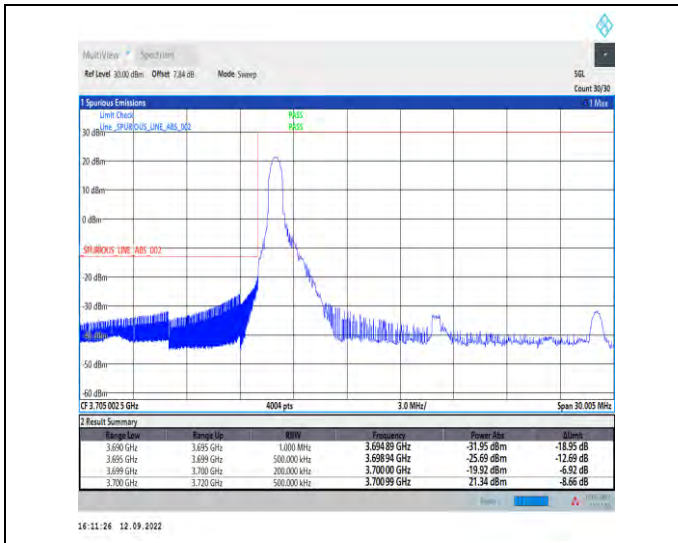 MultiView Spectrum
Ref Level 30.00 dBm Offset 7.84 dB Mode Sweep SGL
Count 30/30
1 Spurious Emissions 1 Max
Limit Check PASS
Line _SPURIOUS_LINE_ABS_002 PASS
30 dBm
20 dBm
10 dBm
0 dBm
_SPURIOUS_LINE_ABS_002
-20 dBm
-30 dBm
-40 dBm
-50 dBm
-60 dBm
CF 3.705 002 5 GHz 4004 pts 3.0 MHz/ Span 30.005 MHz
2 Result Summary
Range Low Range Up RBW Frequency Power Abs ΔLimit
3.690 GHz 3.695 GHz 1.000 MHz 3.694 89 GHz -31.95 dBm -18.95 dB
3.695 GHz 3.699 GHz 500.000 kHz 3.698 94 GHz -25.69 dBm -12.69 dB
3.699 GHz 3.700 GHz 200.000 kHz 3.700 00 GHz -19.92 dBm -6.92 dB
3.700 GHz 3.720 GHz 500.000 kHz 3.700 99 GHz 21.34 dBm -8.66 dB
16:11:26 12.09.2022